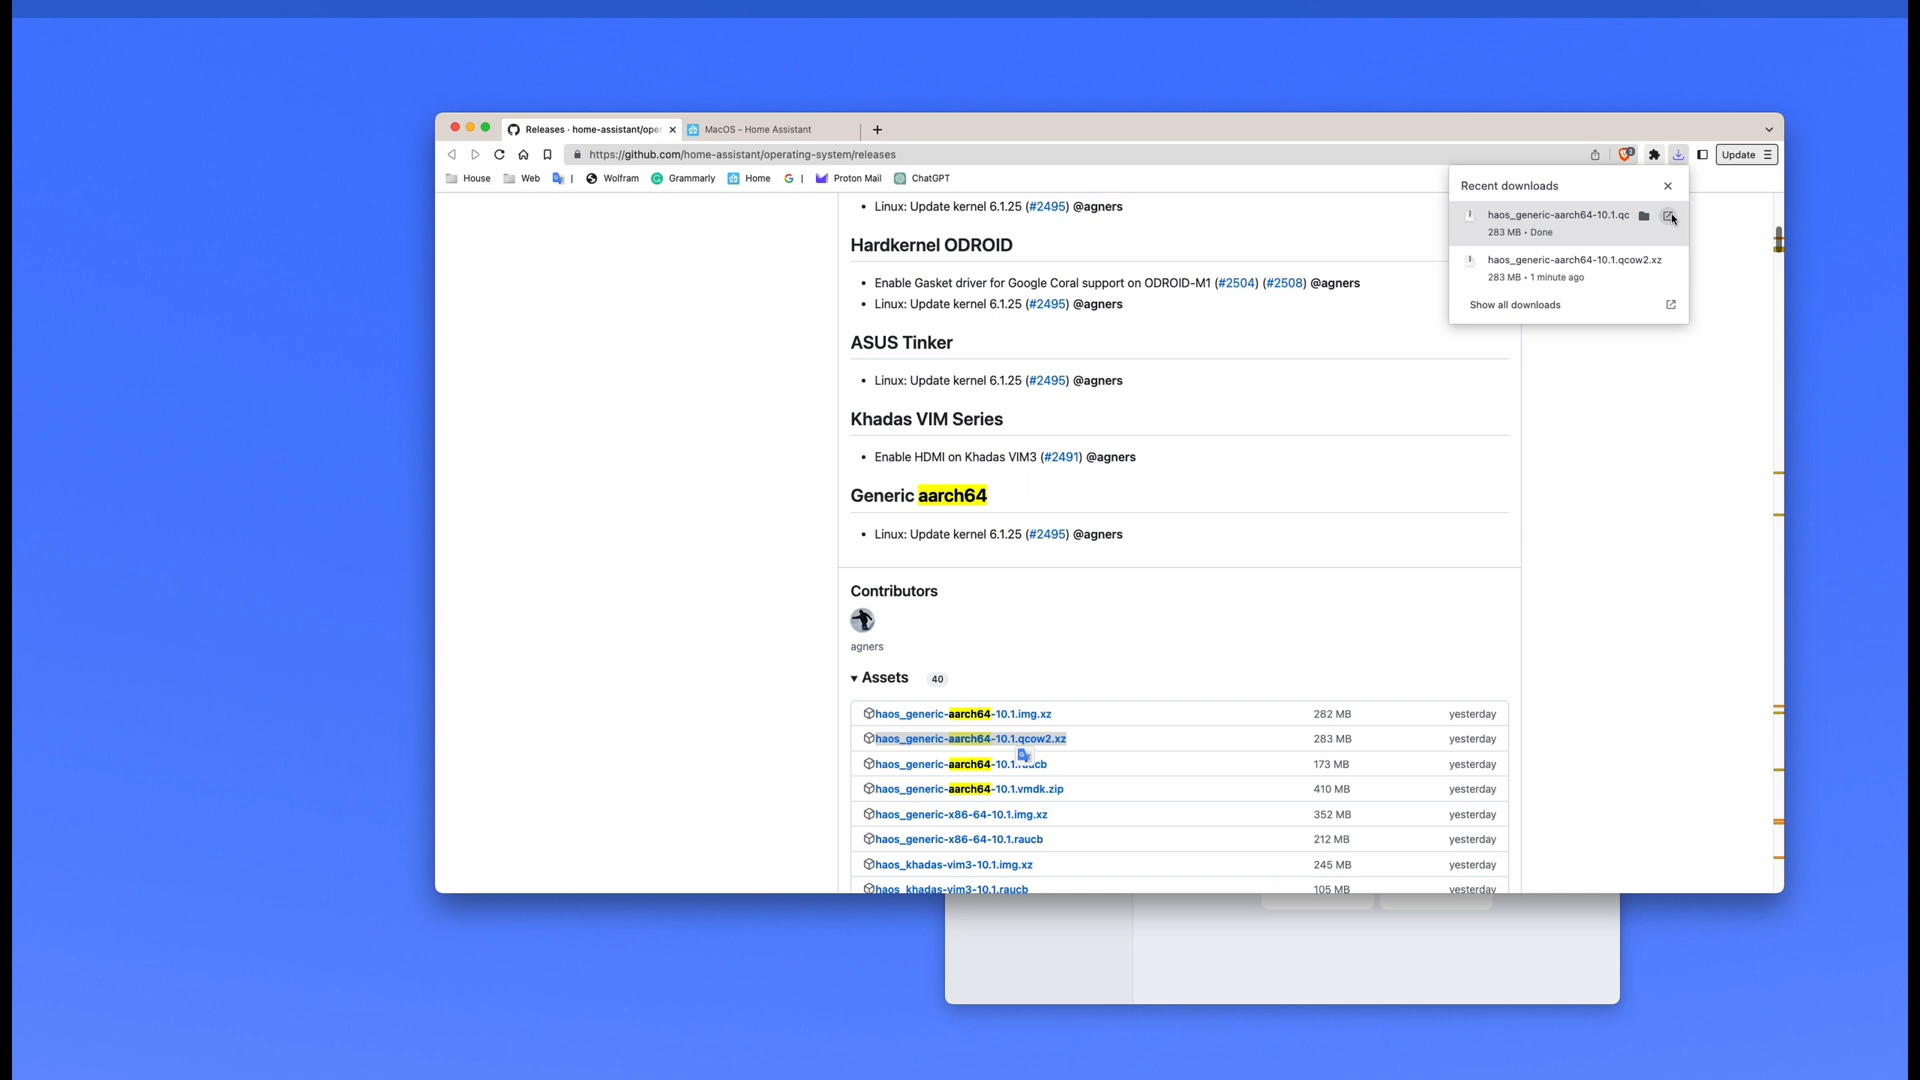 Releases · home-assistant/oper
MacOS - Home Assistant
https://github.com/home-assistant/operating-system/releases
2
Update
House
Web
Wolfram
Grammarly
Home
Proton Mail
ChatGPT
Recent downloads
haos_generic-aarch64-10.1.qc
283 MB • Done
haos_generic-aarch64-10.1.qcow2.xz
283 MB • 1 minute ago
Show all downloads
• Linux: Update kernel 6.1.25 (#2495) @agners
Hardkernel ODROID
• Enable Gasket driver for Google Coral support on ODROID-M1 (#2504) (#2508) @agners
• Linux: Update kernel 6.1.25 (#2495) @agners
ASUS Tinker
• Linux: Update kernel 6.1.25 (#2495) @agners
Khadas VIM Series
• Enable HDMI on Khadas VIM3 (#2491) @agners
Generic aarch64
• Linux: Update kernel 6.1.25 (#2495) @agners
Contributors
agners
Assets 40
haos_generic-aarch64-10.1.img.xz 282 MB yesterday
haos_generic-aarch64-10.1.qcow2.xz 283 MB yesterday
haos_generic-aarch64-10.1.raucb 173 MB yesterday
haos_generic-aarch64-10.1.vmdk.zip 410 MB yesterday
haos_generic-x86-64-10.1.img.xz 352 MB yesterday
haos_generic-x86-64-10.1.raucb 212 MB yesterday
haos_khadas-vim3-10.1.img.xz 245 MB yesterday
haos_khadas-vim3-10.1.raucb 105 MB yesterday